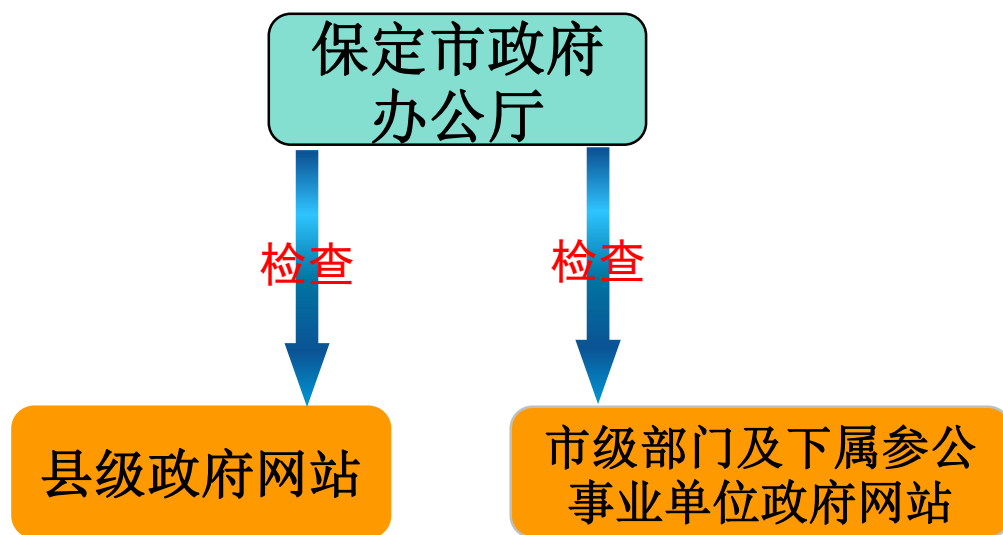 保定市政府
办公厅
检查
检查
县级政府网站
市级部门及下属参公
事业单位政府网站